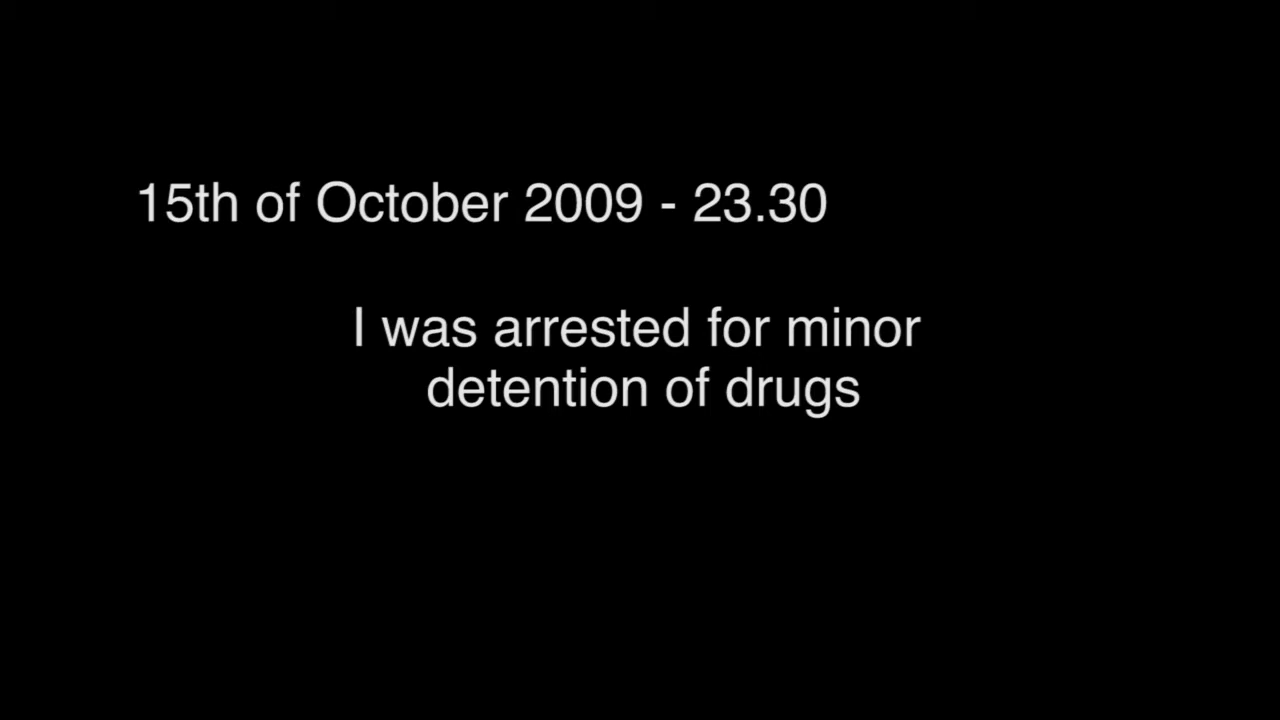 15th of October 2009 - 23.30
I was arrested for minor
detention of drugs